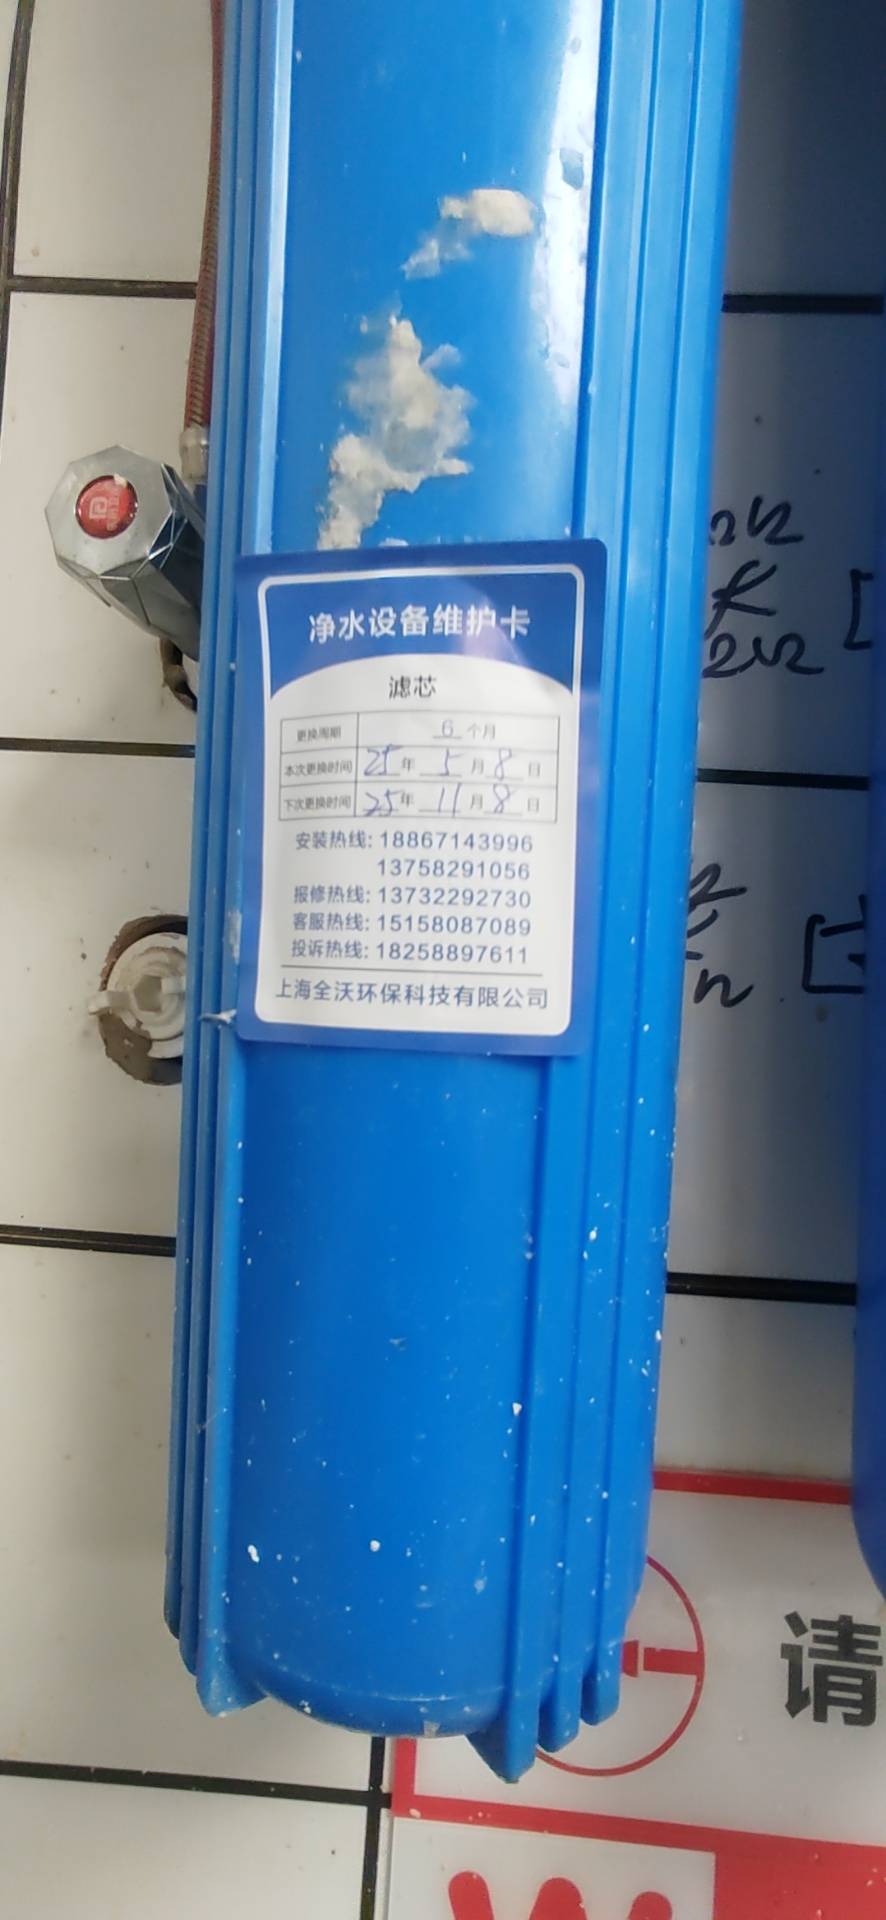 净水设备维护卡
滤芯
更换周期 6 个月
本次更换时间 25 年 5 月 8 日
下次更换时间 25 年 11 月 8 日
安装热线: 18867143996
13758291056
报修热线: 13732292730
客服热线: 15158087089
投诉热线: 18258897611
上海全沃环保科技有限公司
请